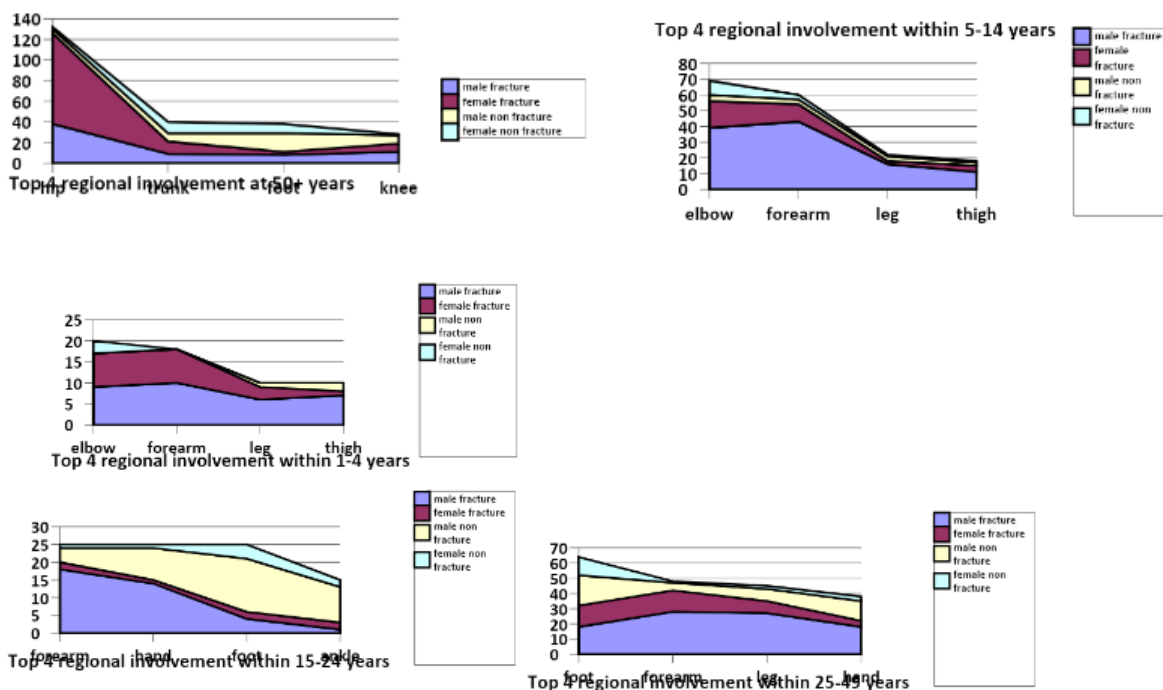 140
120
100
80
60
40
20
0
hip trunk foot knee
Top 4 regional involvement at 50+ years
male fracture
female fracture
male non fracture
female non fracture
Top 4 regional involvement within 5-14 years
80
70
60
50
40
30
20
10
0
elbow forearm leg thigh
male fracture
female
fracture
male non
fracture
female non
fracture
25
20
15
10
5
0
elbow forearm leg thigh
Top 4 regional involvement within 1-4 years
male fracture
female fracture
male non
fracture
female non
fracture
30
25
20
15
10
5
0
forearm hand foot ankle
Top 4 regional involvement within 15-24 years
male fracture
female fracture
male non
fracture
female non
fracture
70
60
50
40
30
20
10
0
foot forearm leg hand
Top 4 regional involvement within 25-49 years
male fracture
female fracture
male non
fracture
female non
fracture